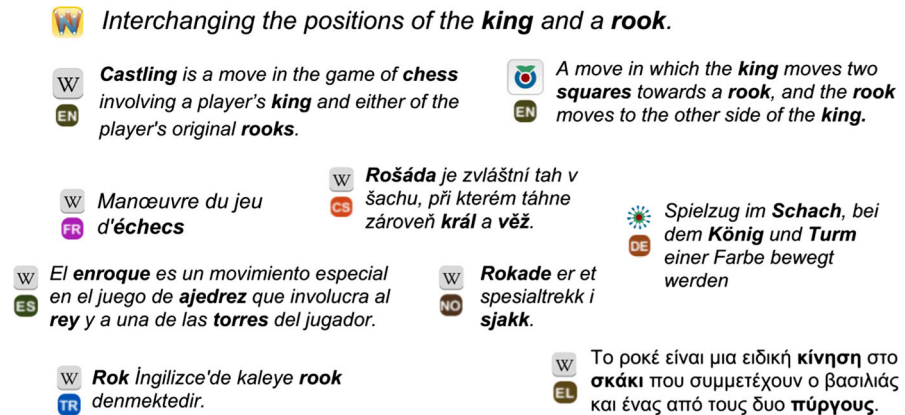 W Interchanging the positions of the king and a rook.
W Castling is a move in the game of chess
EN involving a player's king and either of the
player's original rooks.
A move in which the king moves two
EN squares towards a rook, and the rook
moves to the other side of the king.
W Manœuvre du jeu
FR d'échecs
W Rošáda je zvláštní tah v
CS šachu, při kterém táhne
zároveň král a věž.
Spielzug im Schach, bei
DE dem König und Turm
einer Farbe bewegt
werden
W El enroque es un movimiento especial
ES en el juego de ajedrez que involucra al
rey y a una de las torres del jugador.
W Rokade er et
NO spesialtrekk i
sjakk.
W Rok İngilizce'de kaleye rook
TR denmektedir.
W Το ροκέ είναι μια ειδική κίνηση στο
EL σκάκι που συμμετέχουν ο βασιλιάς
και ένας από τους δυο πύργους.